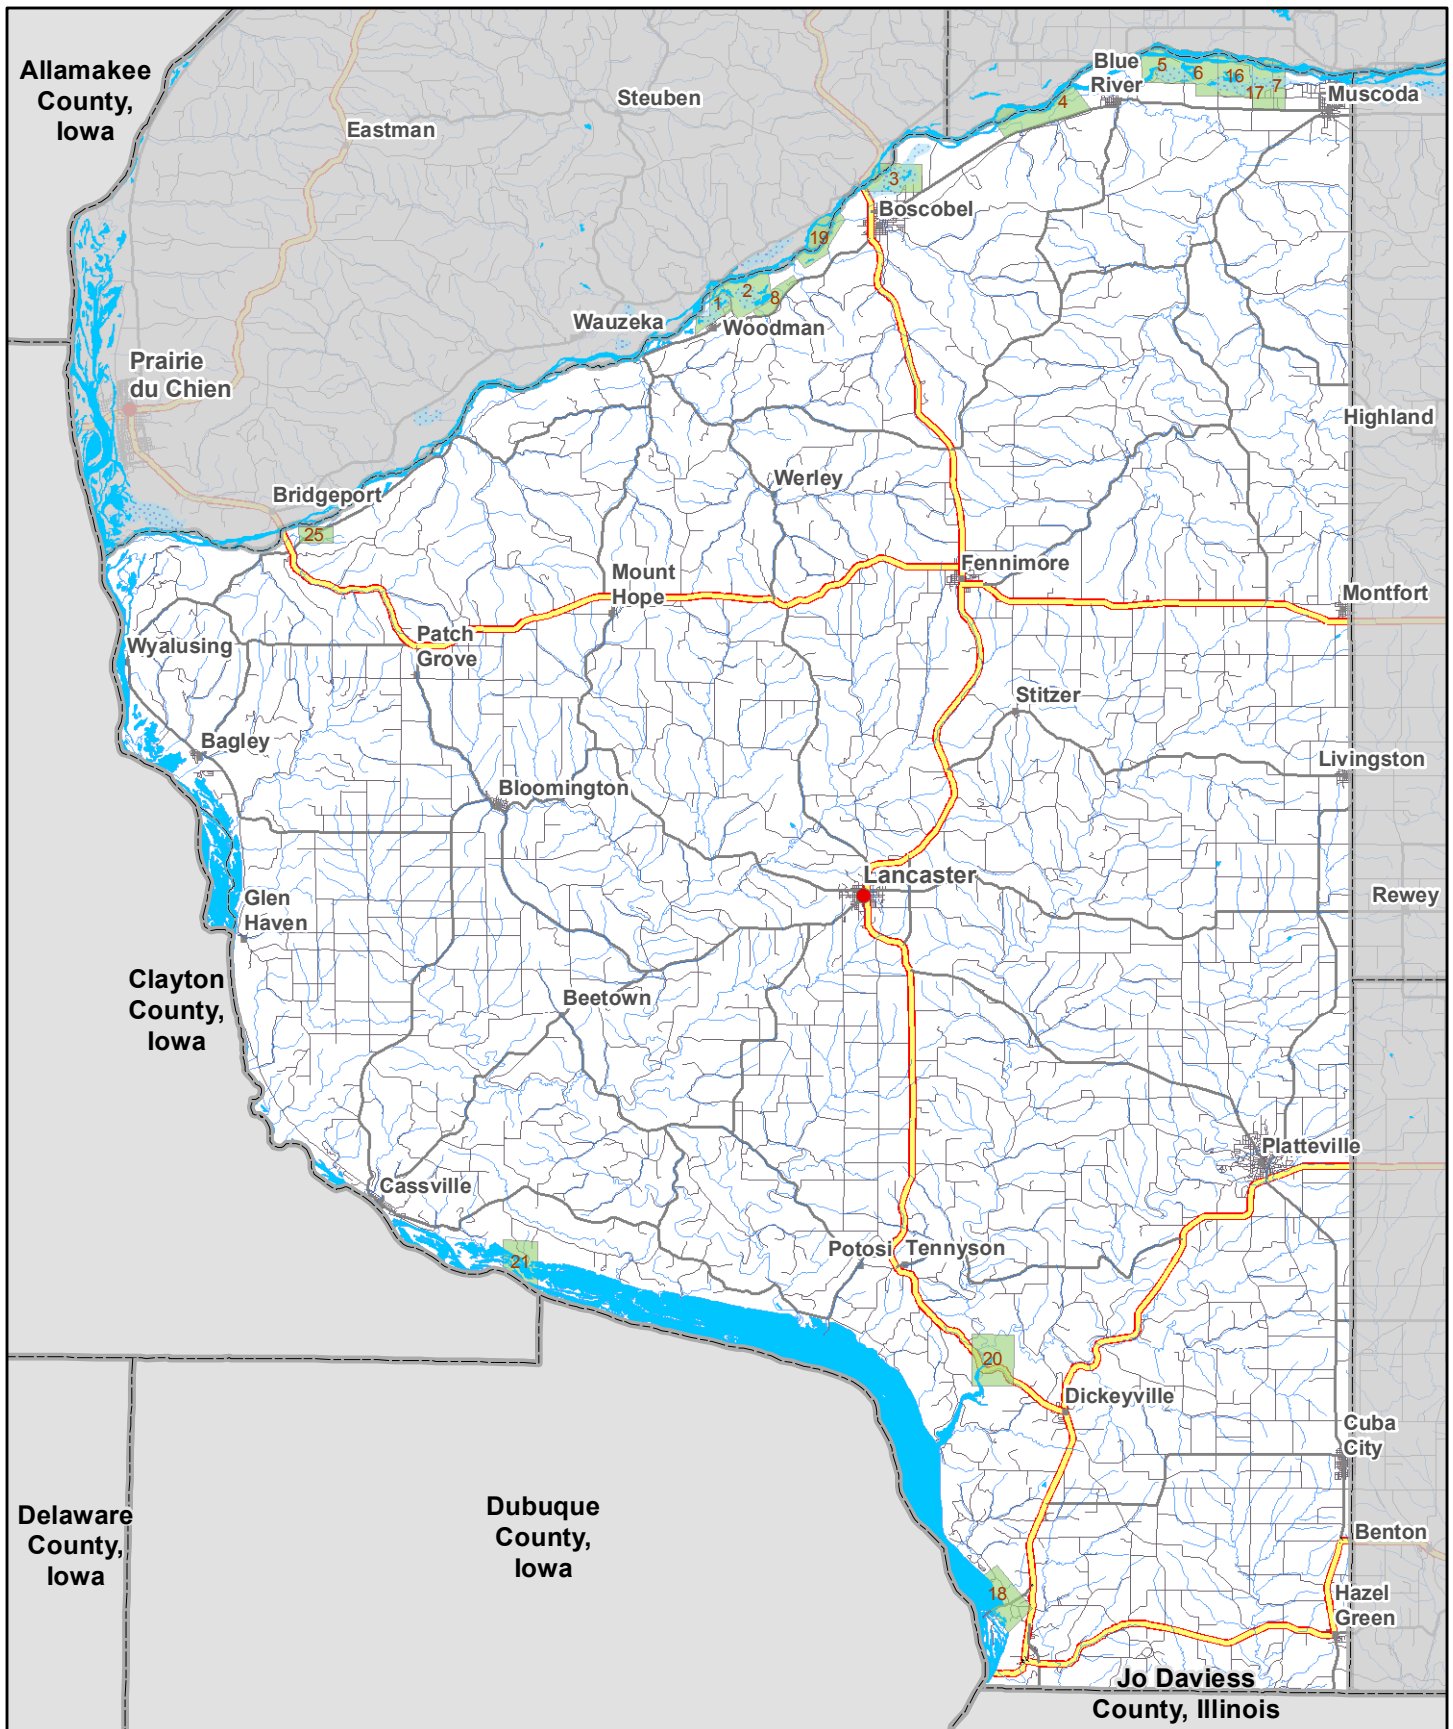 Allamakee
County,
Iowa
Steuben
Eastman
Blue
River
5
6
16
17
7
4
Muscoda
3
Boscobel
19
2
1
8
Wauzeka
Woodman
Prairie
du Chien
Highland
Werley
Bridgeport
25
Mount
Hope
Fennimore
Montfort
Patch
Grove
Wyalusing
Stitzer
Bagley
Livingston
Bloomington
Lancaster
Glen
Haven
Rewey
Clayton
County,
Iowa
Beetown
Platteville
Cassville
Potosi
Tennyson
21
20
Dickeyville
Cuba
City
Delaware
County,
Iowa
Dubuque
County,
Iowa
Benton
18
Hazel
Green
Jo Daviess
County, Illinois